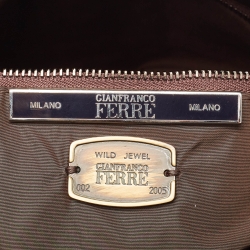 MILANO GIANFRANCO FERRE MILANO
WILD JEWEL
GIANFRANCO
FERRE
002 2005